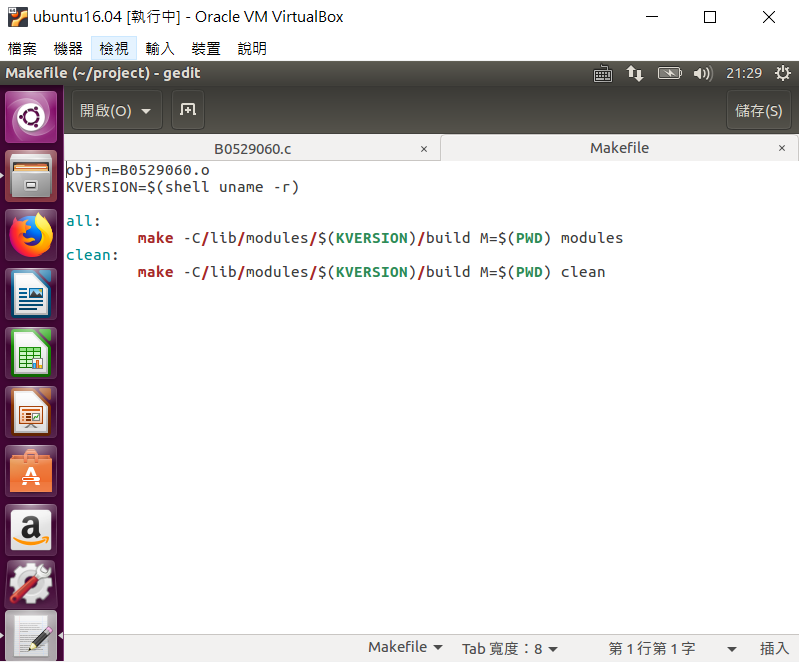 ubuntu16.04 [執行中] - Oracle VM VirtualBox
檔案 機器 檢視 輸入 裝置 說明
Makefile (~/project) - gedit 21:29
開啟(O) 儲存(S)
B0529060.c × Makefile ×
obj-m=B0529060.o
KVERSION=$(shell uname -r)
all:
make -C/lib/modules/$(KVERSION)/build M=$(PWD) modules
clean:
make -C/lib/modules/$(KVERSION)/build M=$(PWD) clean
Makefile Tab 寬度：8 第 1 行第 1 字 插入